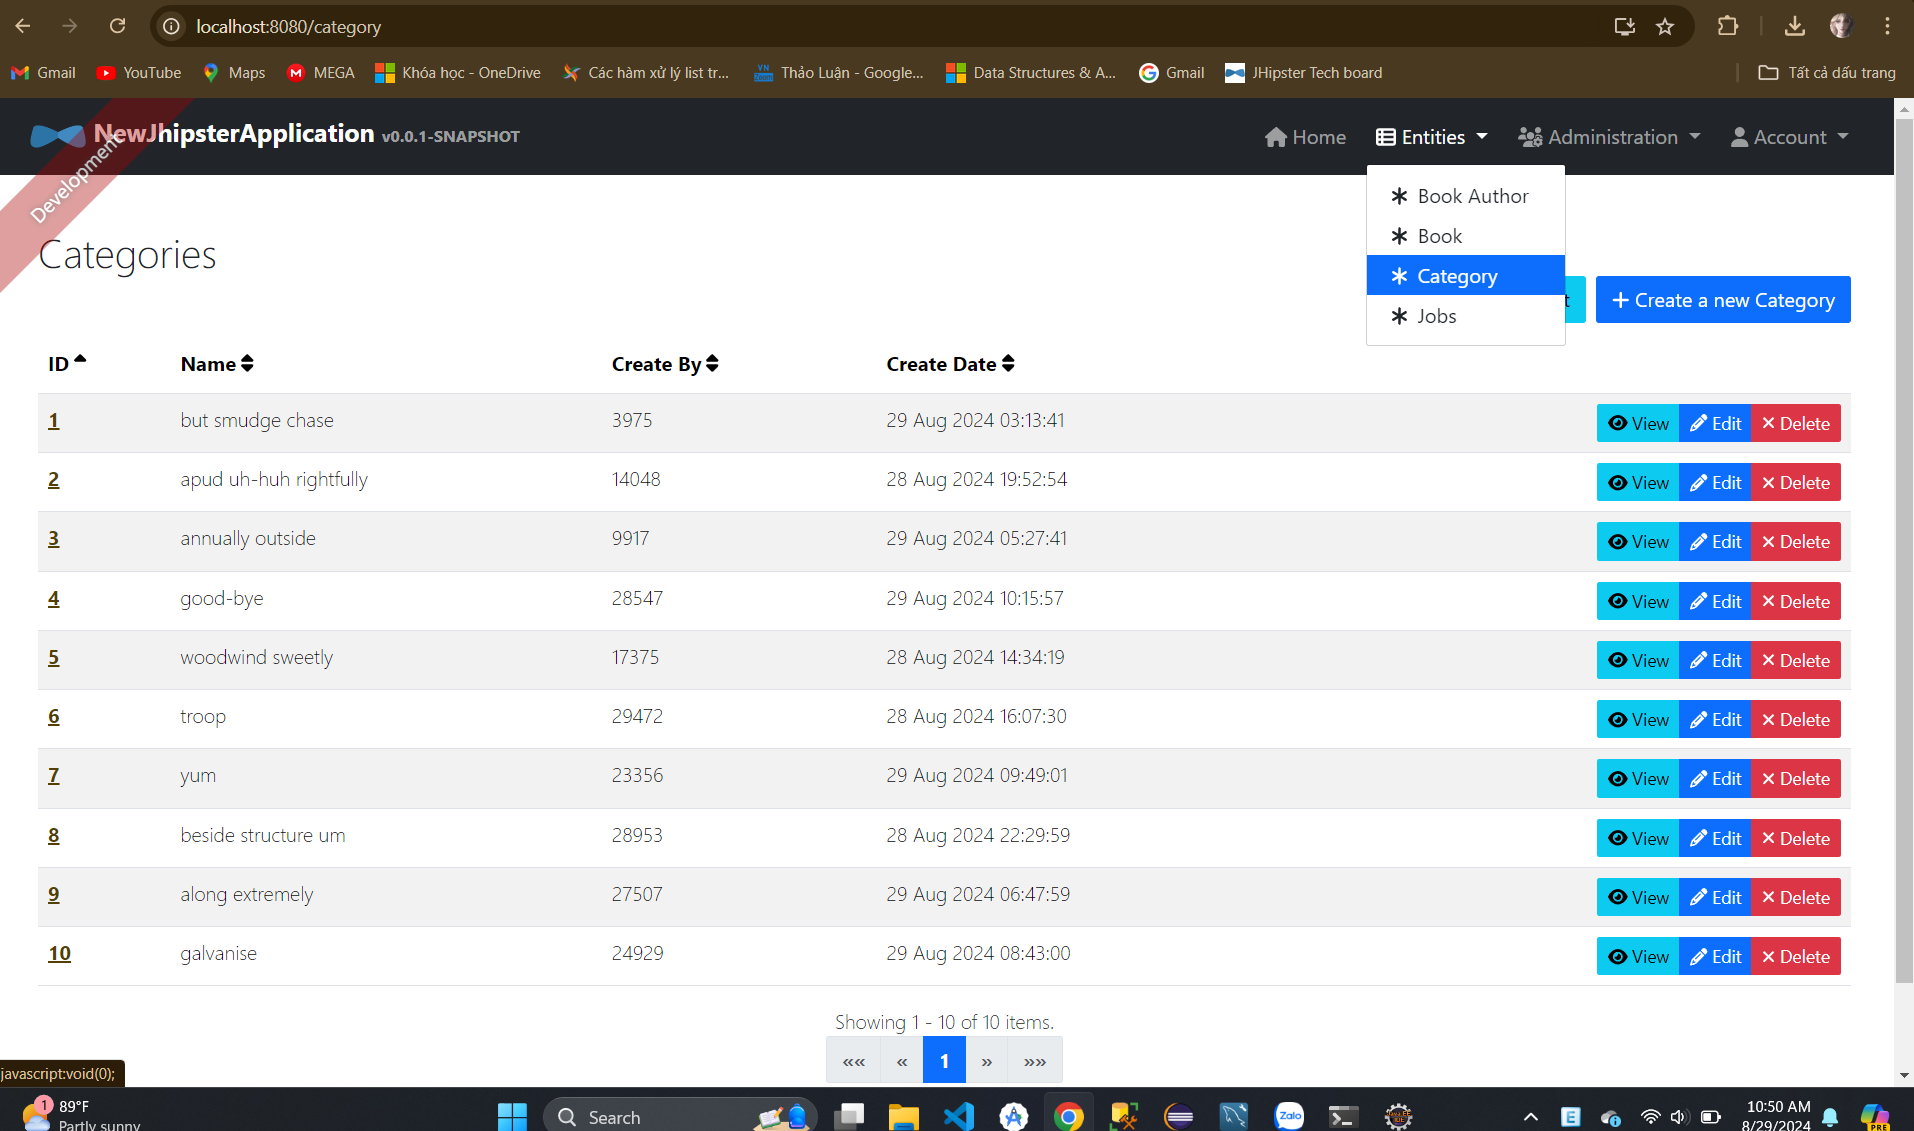 localhost:8080/category
Gmail YouTube Maps MEGA Khóa học - OneDrive Các hàm xử lý list tr... Thảo Luận - Google... Data Structures & A... Gmail JHipster Tech board Tất cả dấu trang
NewJhipsterApplication v0.0.1-SNAPSHOT Home Entities Administration Account
Development
Book Author
Book
Category
Jobs
Categories
t + Create a new Category
ID Name Create By Create Date
1 but smudge chase 3975 29 Aug 2024 03:13:41 View Edit Delete
2 apud uh-huh rightfully 14048 28 Aug 2024 19:52:54 View Edit Delete
3 annually outside 9917 29 Aug 2024 05:27:41 View Edit Delete
4 good-bye 28547 29 Aug 2024 10:15:57 View Edit Delete
5 woodwind sweetly 17375 28 Aug 2024 14:34:19 View Edit Delete
6 troop 29472 28 Aug 2024 16:07:30 View Edit Delete
7 yum 23356 29 Aug 2024 09:49:01 View Edit Delete
8 beside structure um 28953 28 Aug 2024 22:29:59 View Edit Delete
9 along extremely 27507 29 Aug 2024 06:47:59 View Edit Delete
10 galvanise 24929 29 Aug 2024 08:43:00 View Edit Delete
Showing 1 - 10 of 10 items.
«« « 1 » »»
javascript:void(0);
1 89°F
Partly sunny
Search
Zalo
E
10:50 AM
8/29/2024
PRE